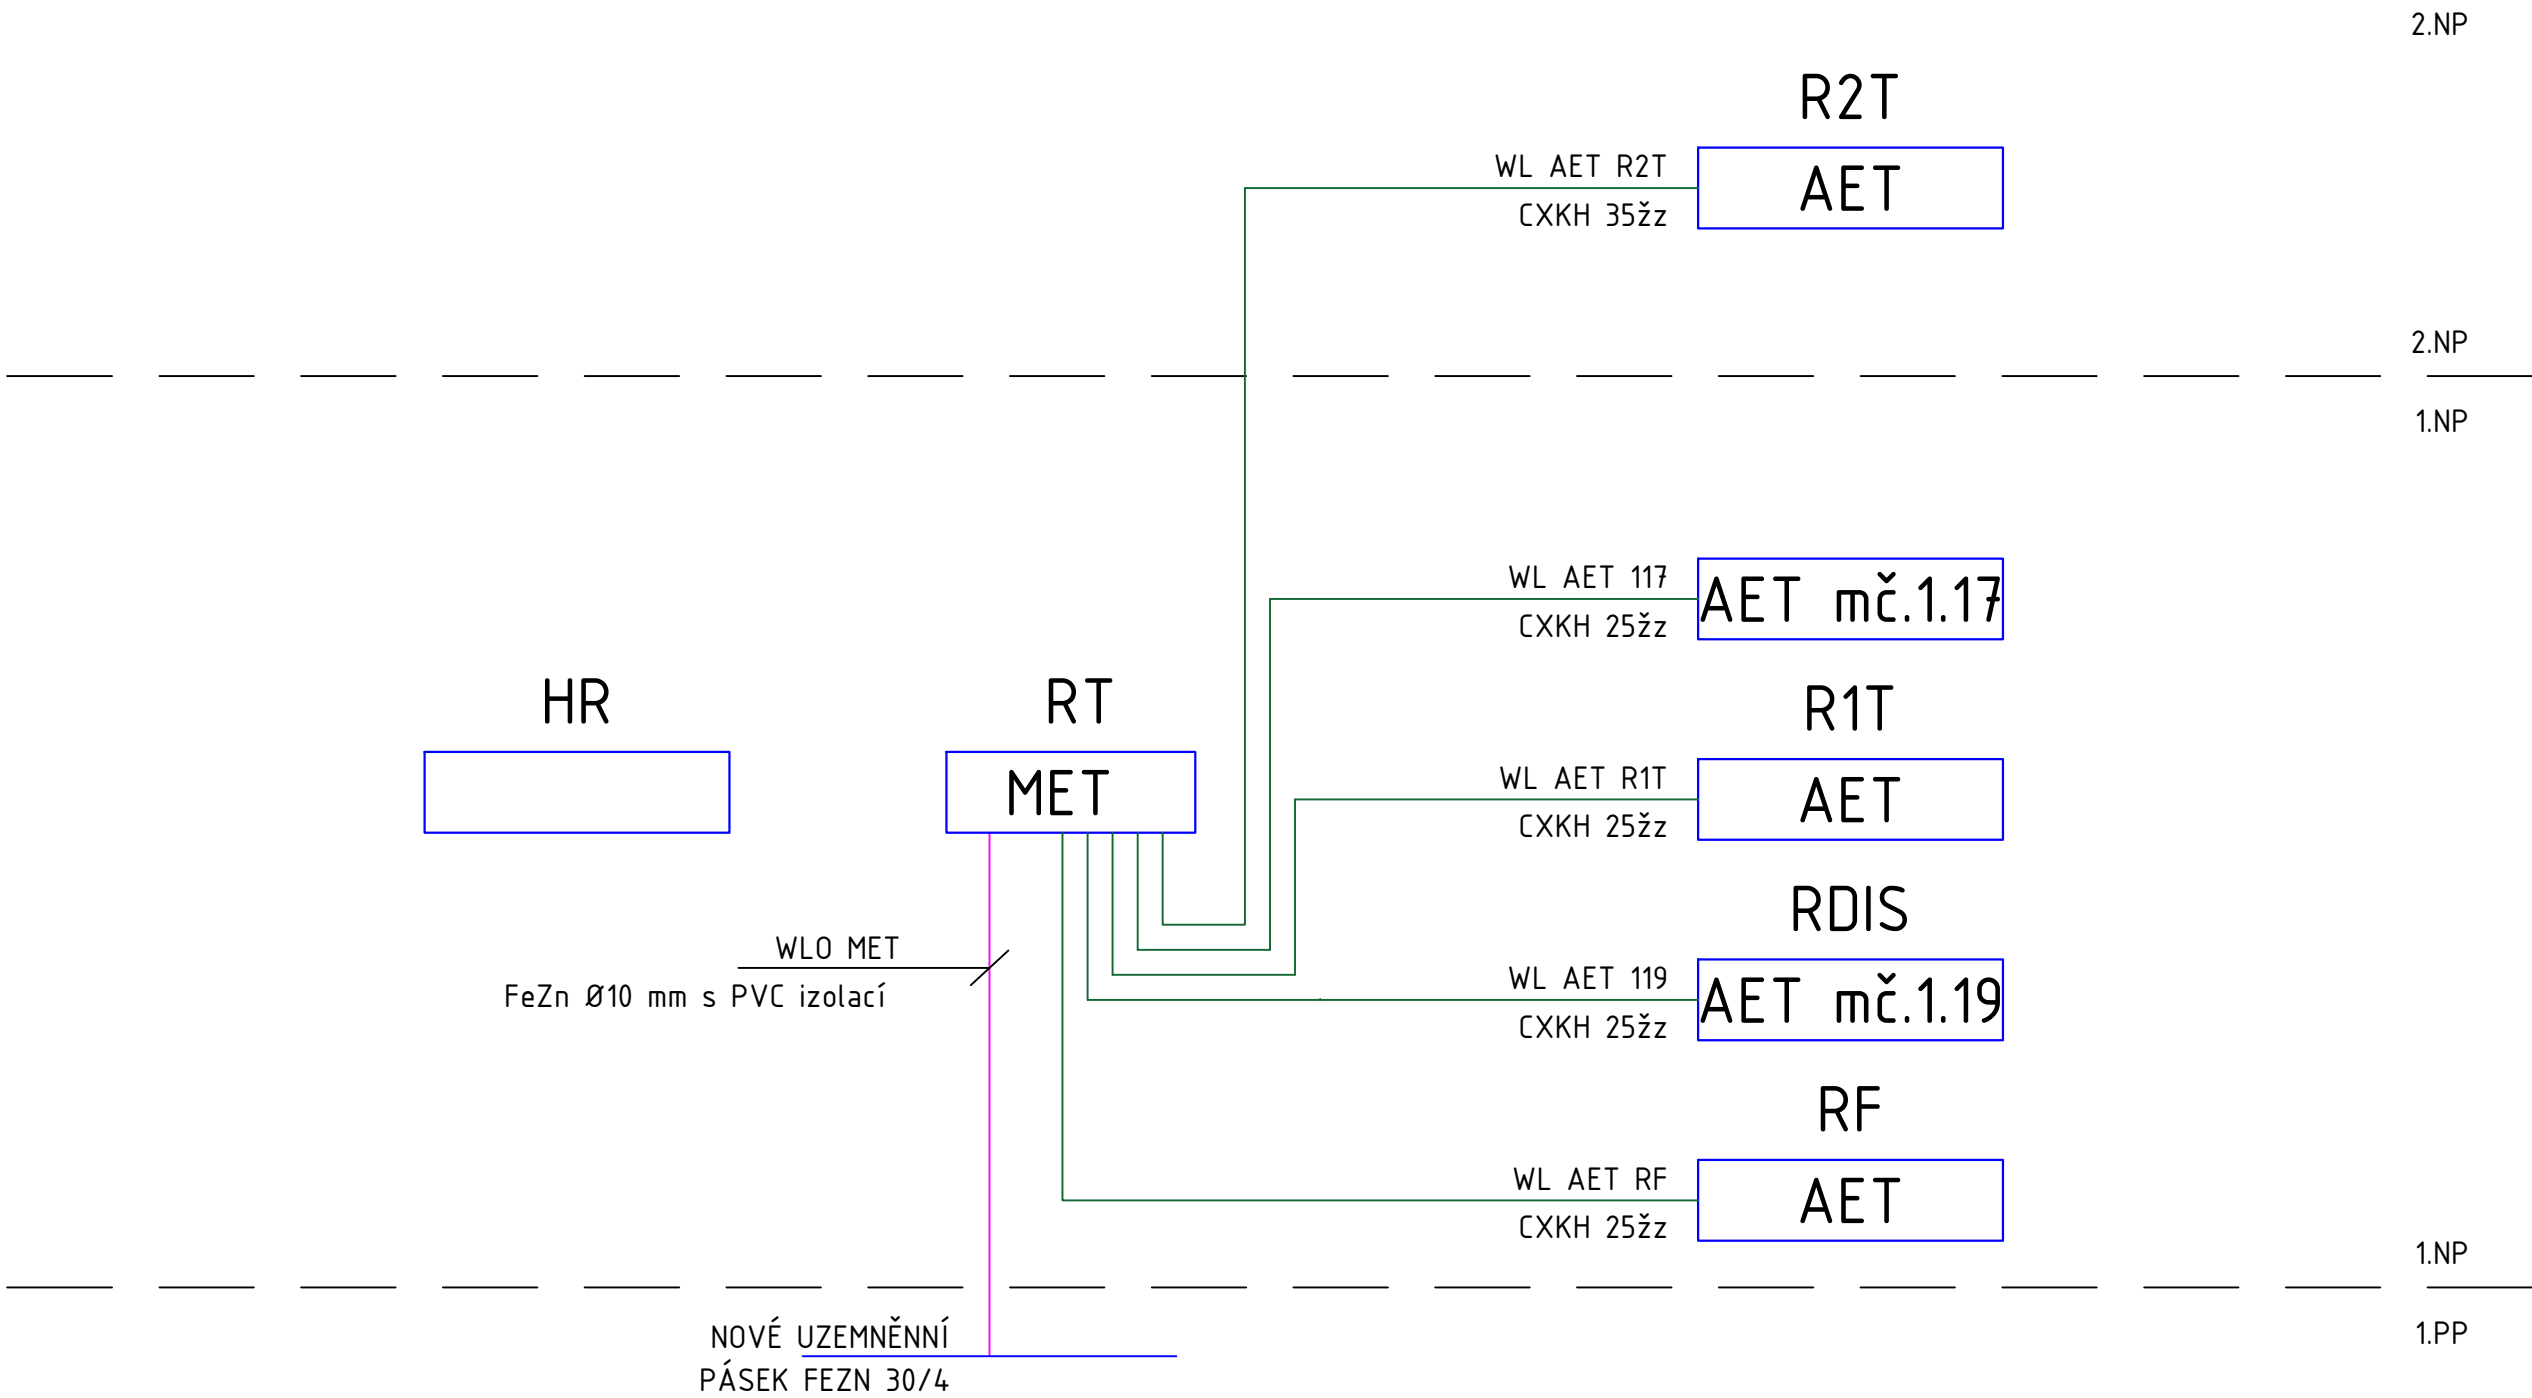 2.NP
R2T
WL AET R2T
AET
CXKH 35žz
2.NP
1.NP
WL AET 117
AET mč.1.17
CXKH 25žz
HR
RT
R1T
WL AET R1T
MET
AET
CXKH 25žz
RDIS
WLO MET
FeZn Ø10 mm s PVC izolací
WL AET 119
AET mč.1.19
CXKH 25žz
RF
WL AET RF
AET
CXKH 25žz
1.NP
1.PP
NOVÉ UZEMNĚNNÍ
PÁSEK FEZN 30/4